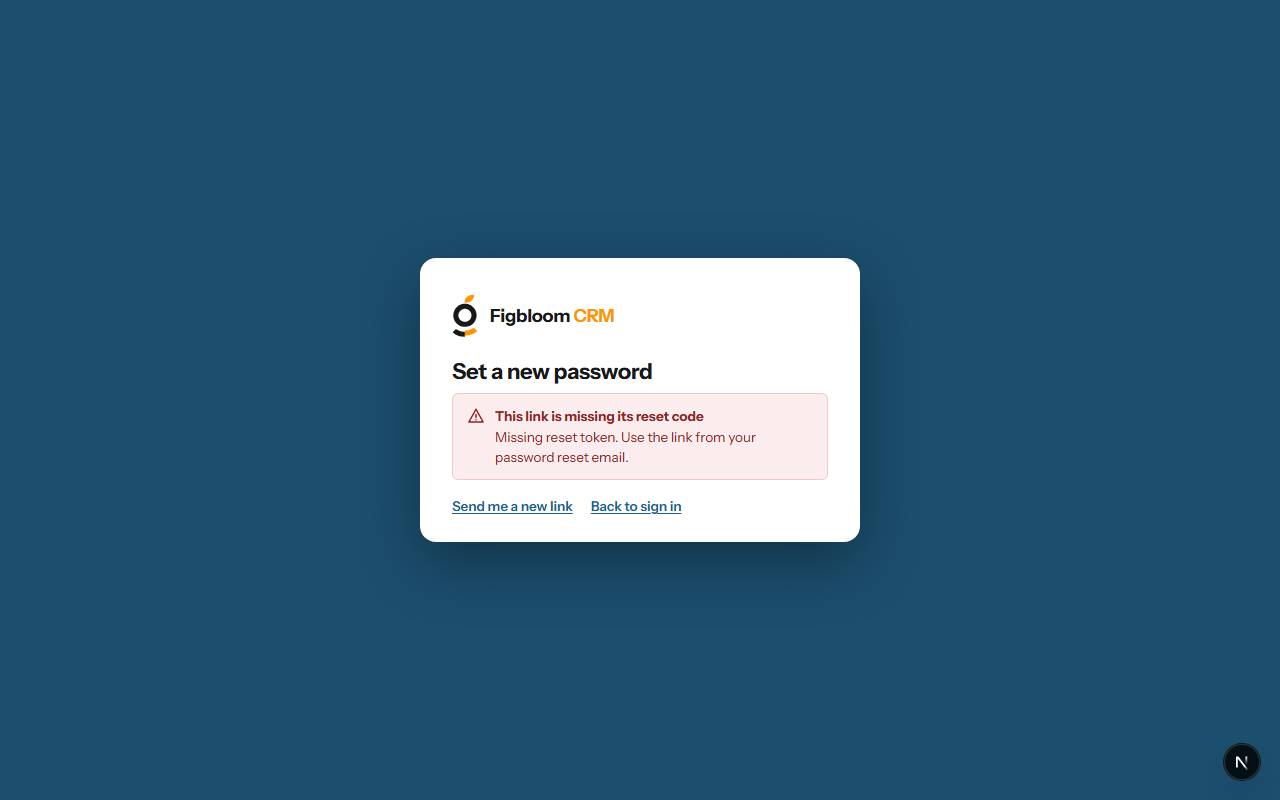 Figbloom CRM
Set a new password
This link is missing its reset code
Missing reset token. Use the link from your
password reset email.
Send me a new link Back to sign in
N